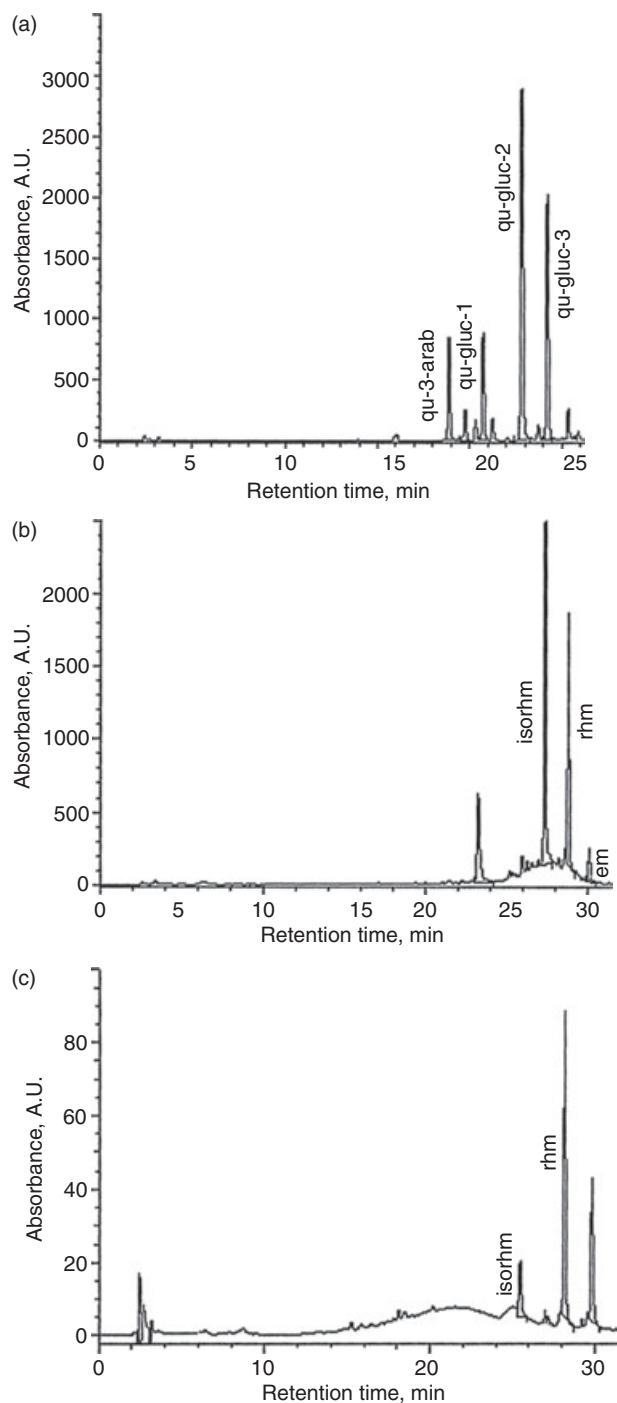 (a)
Absorbance, A.U.
3000
2500
2000
1500
1000
500
0
qu-3-arab
qu-gluc-1
qu-gluc-2
qu-gluc-3
0 5 10 15 20 25
Retention time, min
(b)
Absorbance, A.U.
2000
1500
1000
500
0
isorhm
rhm
em
0 5 10 20 25 30
Retention time, min
(c)
Absorbance, A.U.
80
60
40
20
0
isorhm
rhm
0 10 20 30
Retention time, min